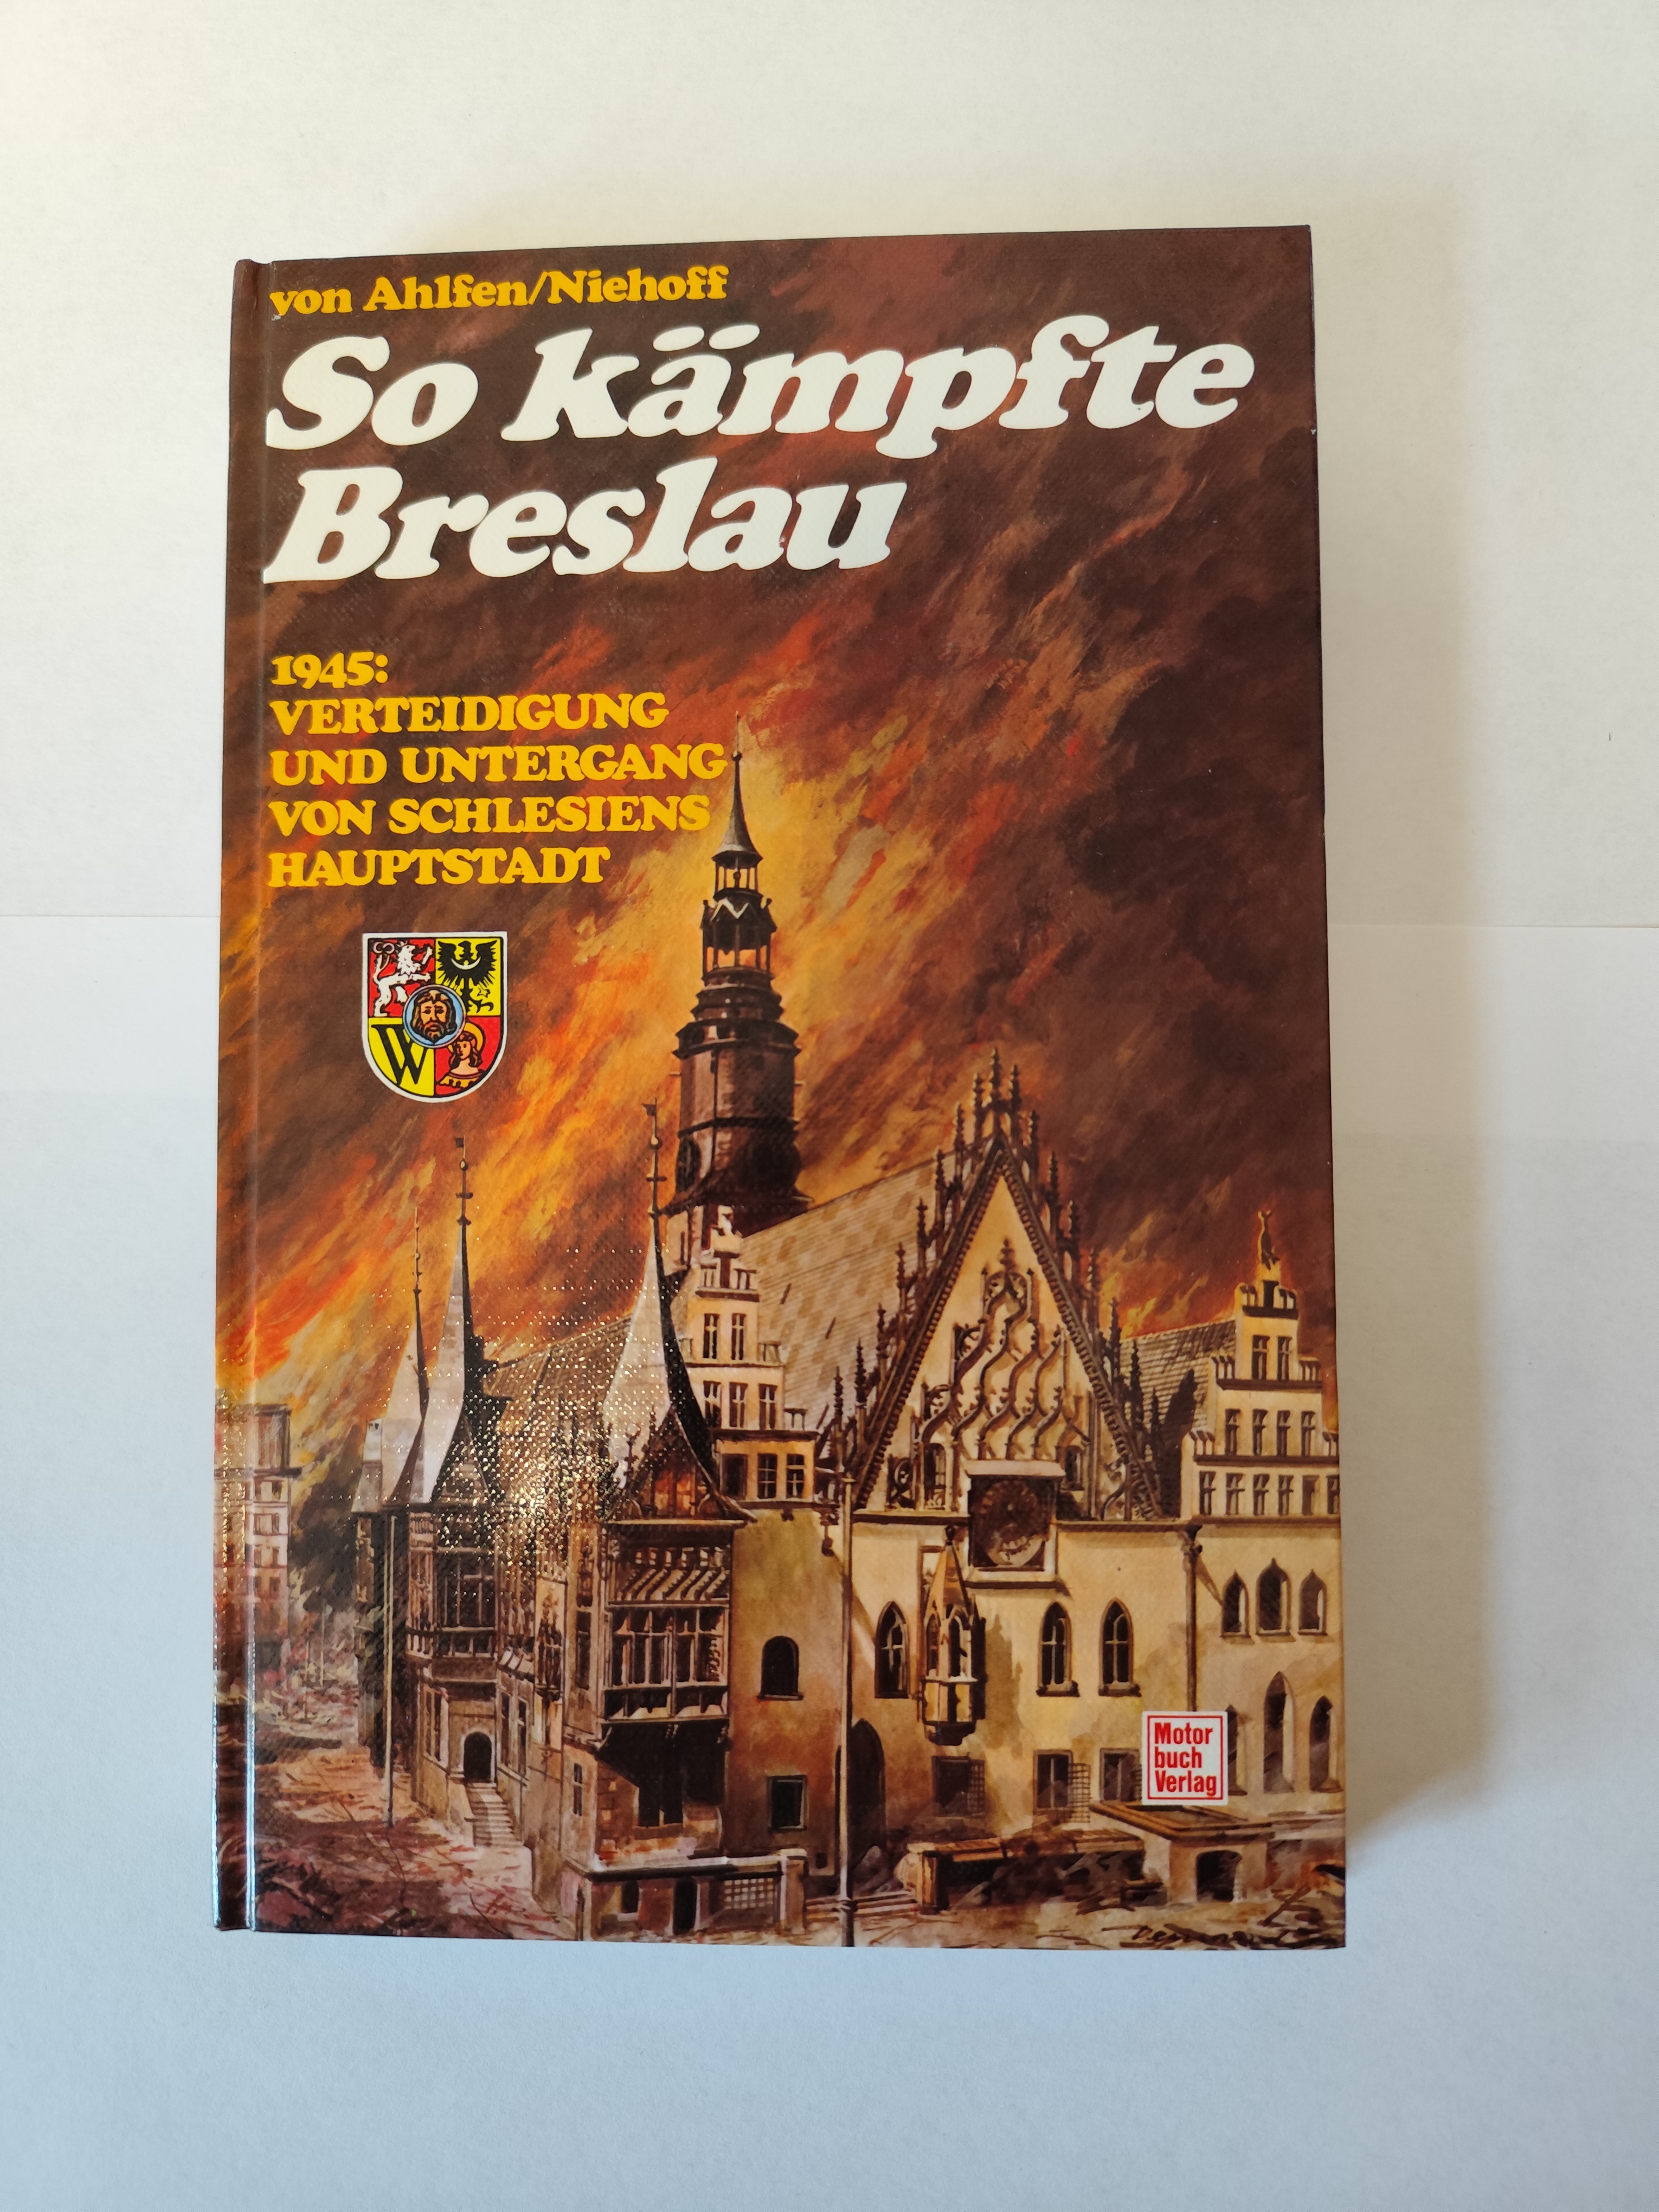 von Ahlfen/Niehoff
So kämpfte
Breslau
1945:
VERTEIDIGUNG
UND UNTERGANG
VON SCHLESIENS
HAUPTSTADT
W
Motor
buch
Verlag